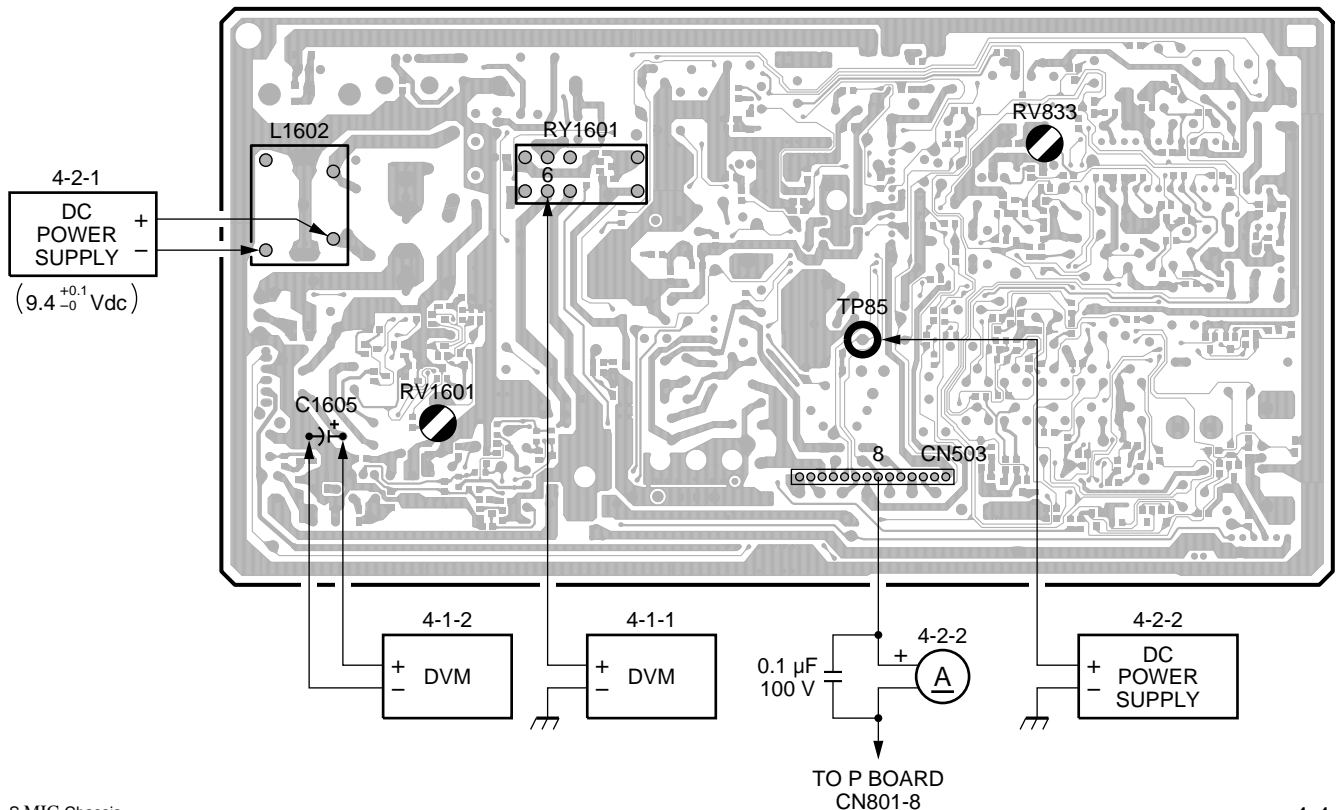 RV833
L1602
RY1601
6
4-2-1
DC
POWER
SUPPLY
+
−
(9.4 +0.1 −0 Vdc)
TP85
RV1601
C1605
+
8
CN503
4-1-2
+
−
DVM
4-1-1
+
−
DVM
0.1 µF
100 V
4-2-2
+
A
4-2-2
+
−
DC
POWER
SUPPLY
TO P BOARD
CN801-8